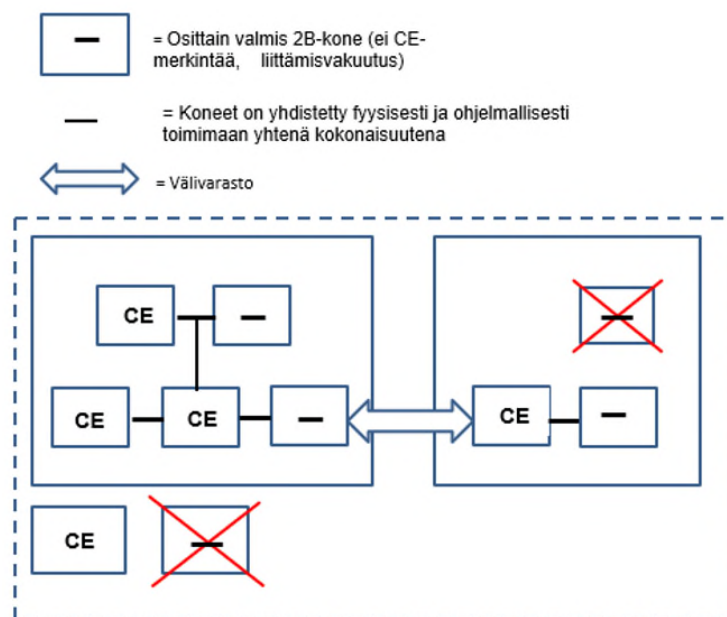 = Osittain valmis 2B-kone (ei CE-
merkintää, liittämisvakuutus)
= Koneet on yhdistetty fyysisesti ja ohjelmallisesti
toimimaan yhtenä kokonaisuutena
= Välivarasto
CE
CE
CE
CE
CE